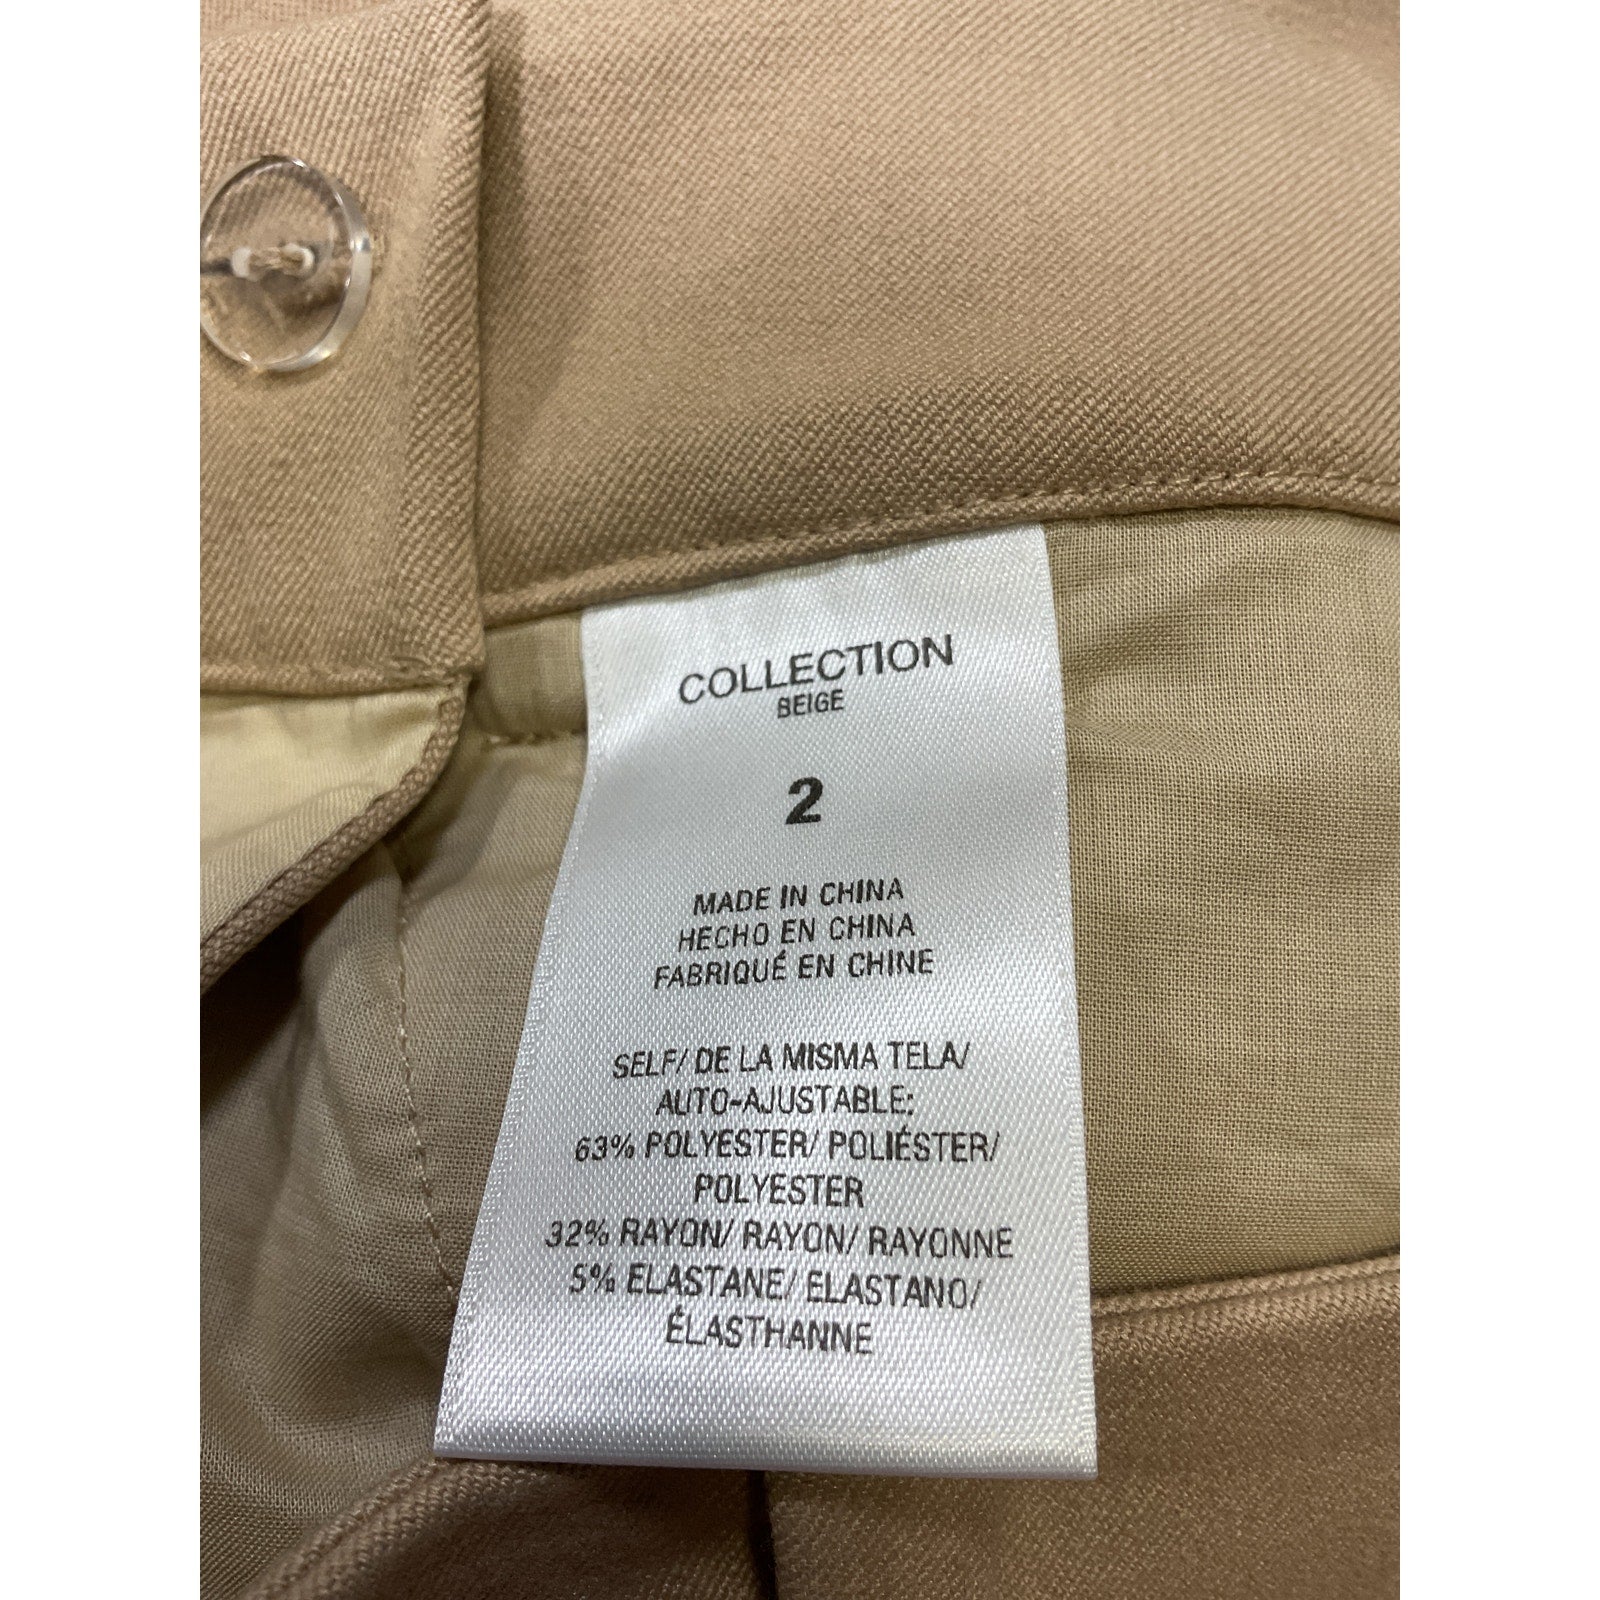 COLLECTION
BEIGE
2
MADE IN CHINA
HECHO EN CHINA
FABRIQUÉ EN CHINE
SELF/ DE LA MISMA TELA/
AUTO-AJUSTABLE:
63% POLYESTER/ POLIÉSTER/
POLYESTER
32% RAYON/ RAYON/ RAYONNE
5% ELASTANE/ ELASTANO/
ÉLASTHANNE